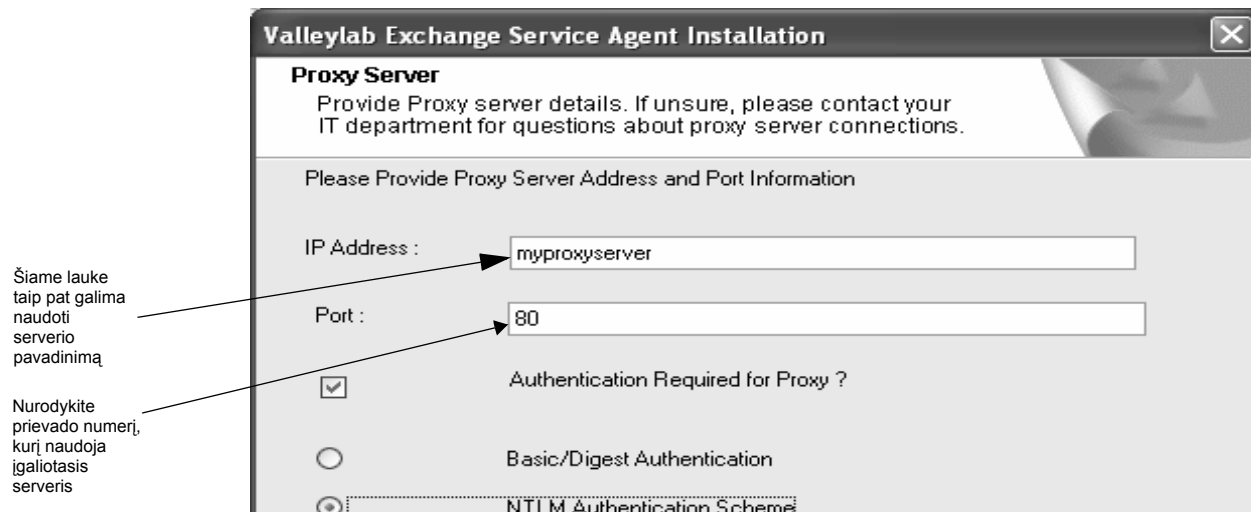 Valleylab Exchange Service Agent Installation
Proxy Server
Provide Proxy server details. If unsure, please contact your
IT department for questions about proxy server connections.
Please Provide Proxy Server Address and Port Information
IP Address :
myproxyserver
Šiame lauke
taip pat galima
naudoti
serverio
pavadinimą
Port :
80
Authentication Required for Proxy ?
Nurodykite
prievado numerį,
kurį naudoja
įgaliotasis
serveris
Basic/Digest Authentication
NTLM Authentication Scheme